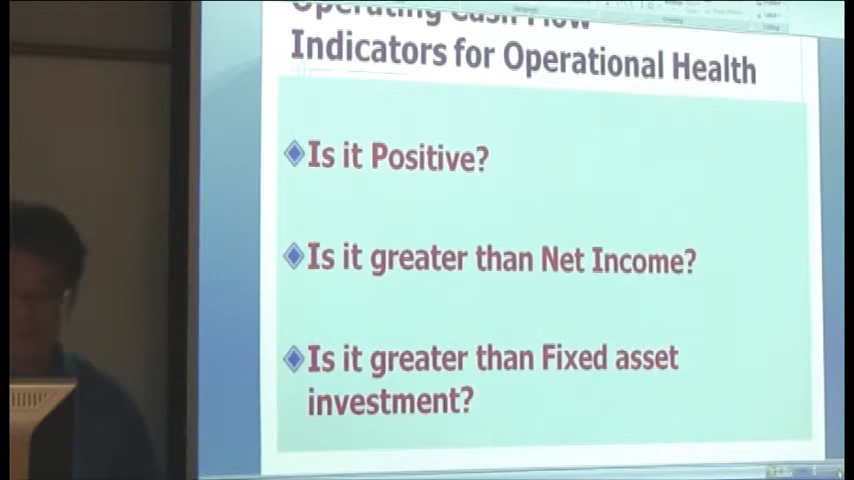 Operating Cash Flow
Indicators for Operational Health
Is it Positive?
Is it greater than Net Income?
Is it greater than Fixed asset
investment?